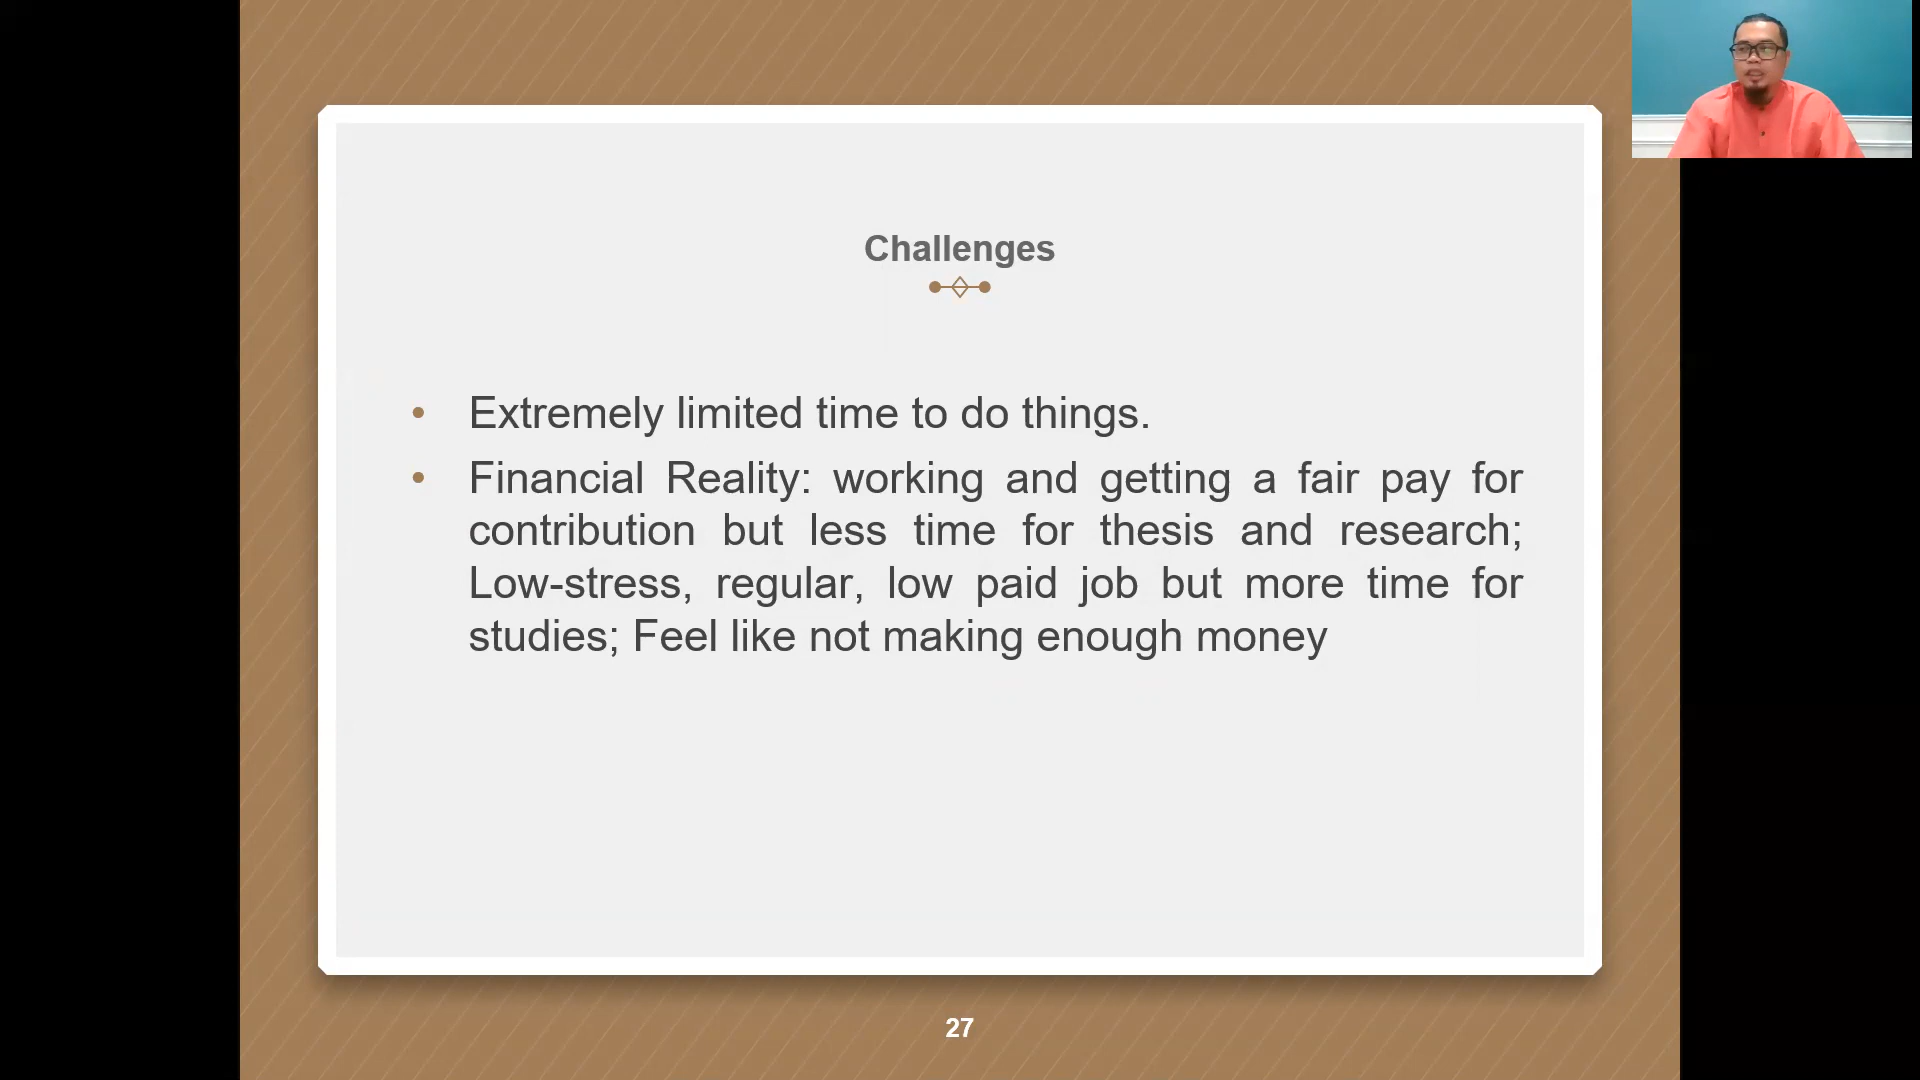 Challenges
• Extremely limited time to do things.
• Financial Reality: working and getting a fair pay for
contribution but less time for thesis and research;
Low-stress, regular, low paid job but more time for
studies; Feel like not making enough money
27